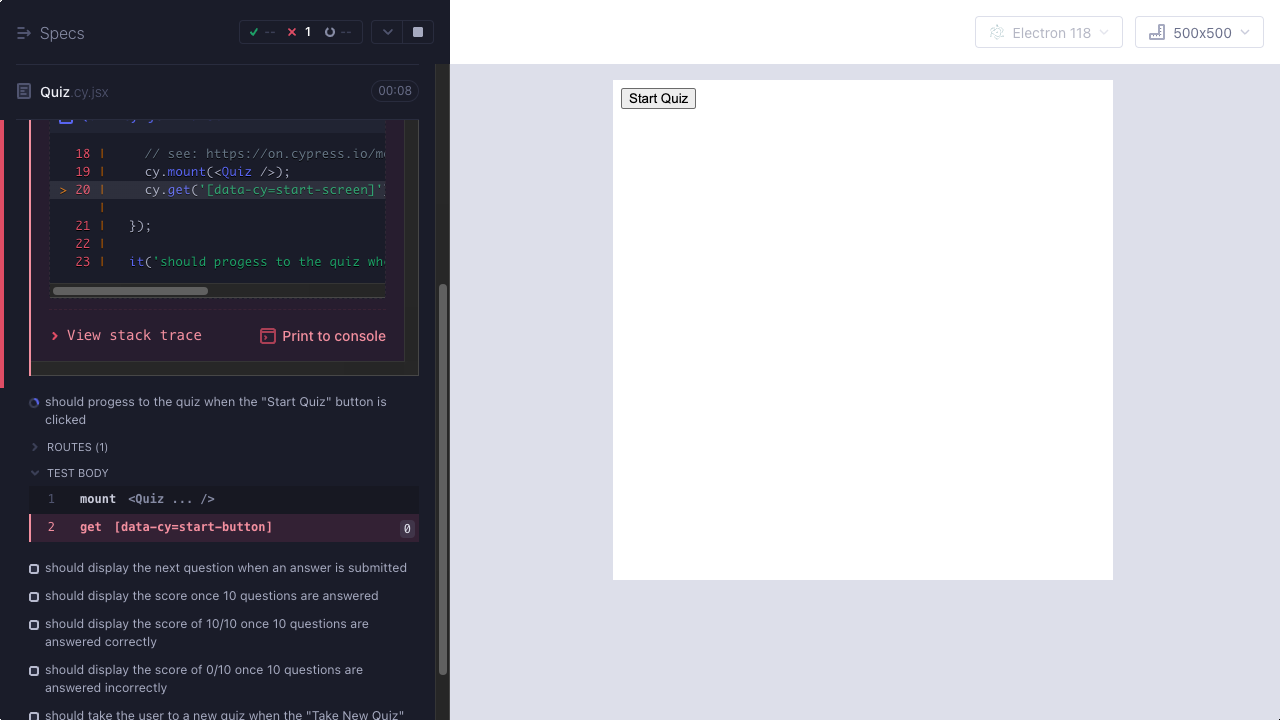 Specs
-- 1 --
Electron 118
500x500
Quiz.cy.jsx
00:08
18 | // see: https://on.cypress.io/m
19 | cy.mount(<Quiz />);
> 20 | cy.get('[data-cy=start-screen]'
|
21 | });
22 |
23 | it('should progess to the quiz wh
View stack trace
Print to console
should progess to the quiz when the "Start Quiz" button is
clicked
ROUTES (1)
TEST BODY
1 mount <Quiz ... />
2 get [data-cy=start-button] 0
should display the next question when an answer is submitted
should display the score once 10 questions are answered
should display the score of 10/10 once 10 questions are
answered correctly
should display the score of 0/10 once 10 questions are
answered incorrectly
should take the user to a new quiz when the "Take New Quiz"
Start Quiz